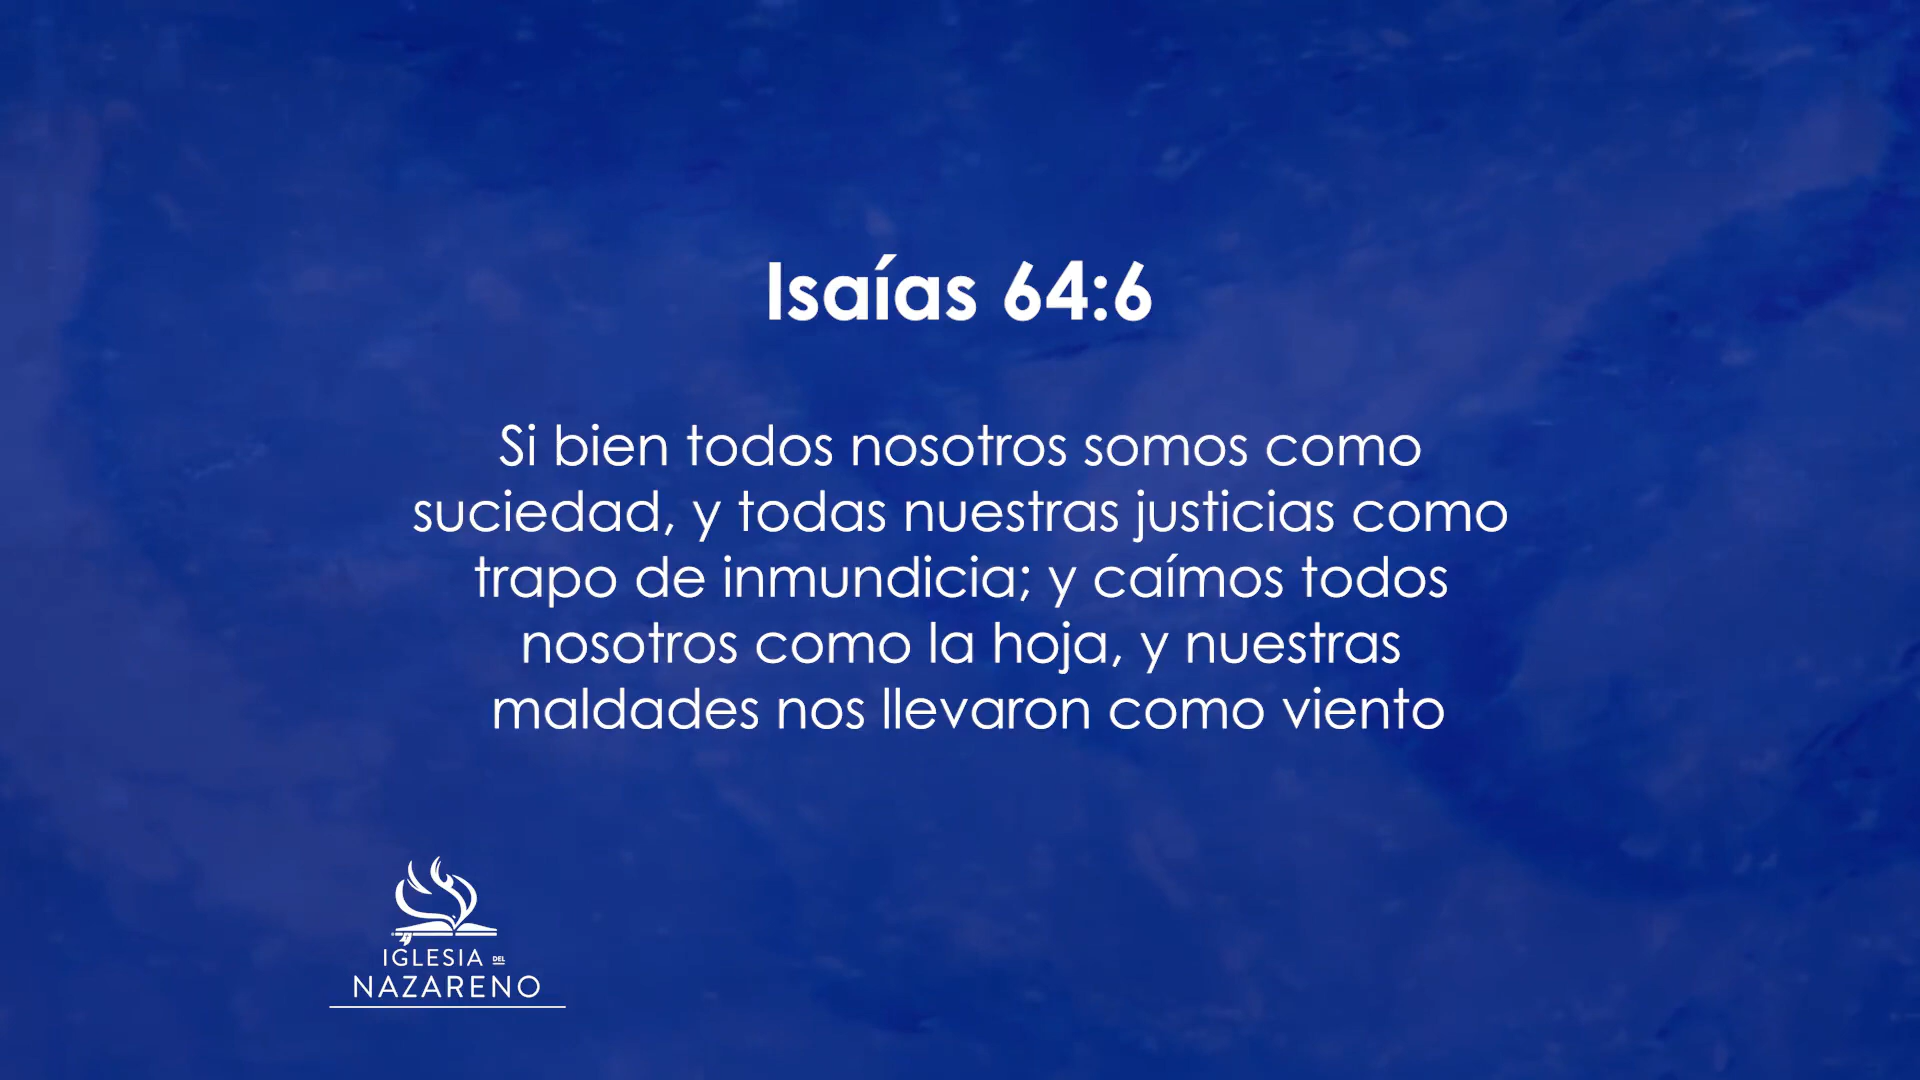 Isaías 64:6
Si bien todos nosotros somos como
suciedad, y todas nuestras justicias como
trapo de inmundicia; y caímos todos
nosotros como la hoja, y nuestras
maldades nos llevaron como viento
IGLESIA DEL
NAZARENO